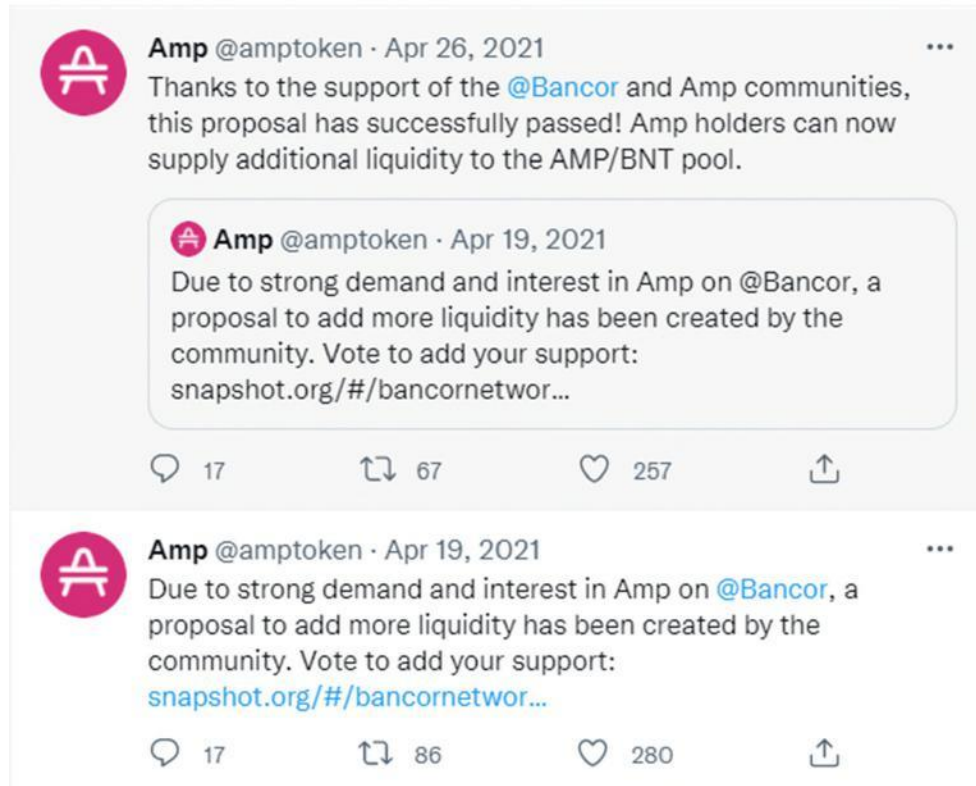 Amp @amptoken · Apr 26, 2021
Thanks to the support of the @Bancor and Amp communities,
this proposal has successfully passed! Amp holders can now
supply additional liquidity to the AMP/BNT pool.
Amp @amptoken · Apr 19, 2021
Due to strong demand and interest in Amp on @Bancor, a
proposal to add more liquidity has been created by the
community. Vote to add your support:
snapshot.org/#/bancornetwor...
17 67 257
Amp @amptoken · Apr 19, 2021
Due to strong demand and interest in Amp on @Bancor, a
proposal to add more liquidity has been created by the
community. Vote to add your support:
snapshot.org/#/bancornetwor...
17 86 280